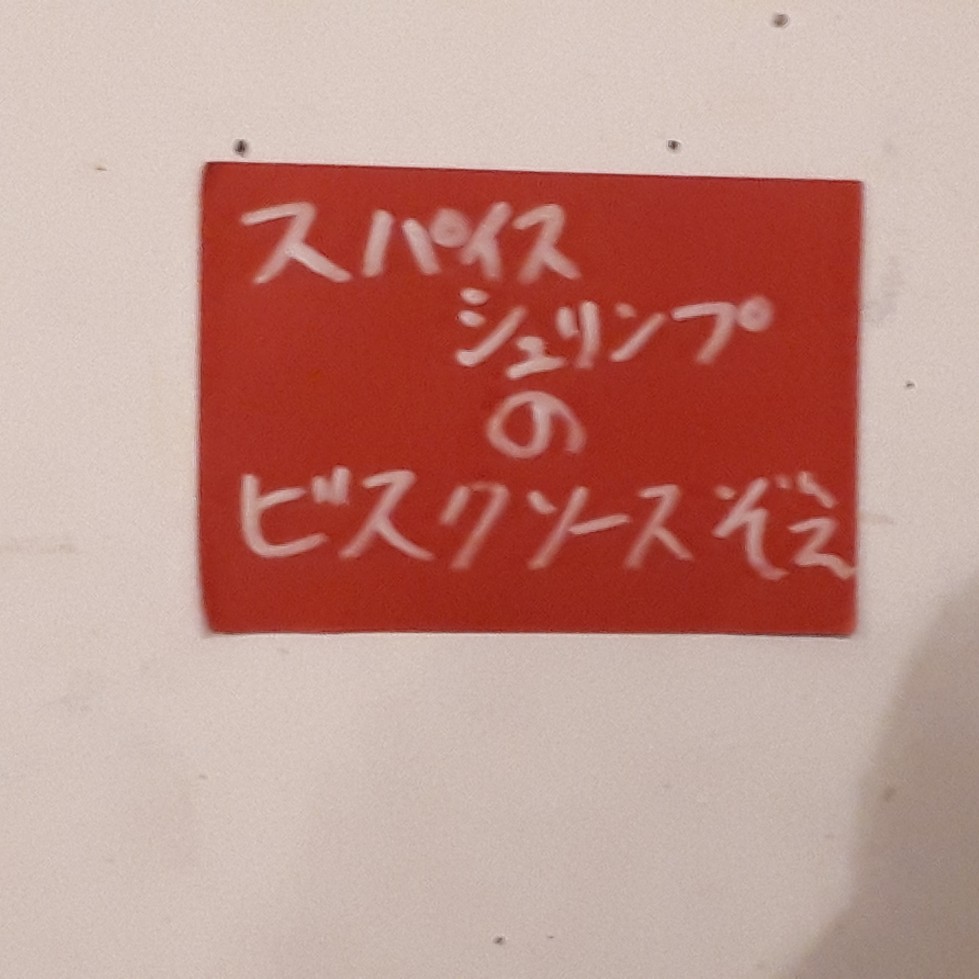 スパイス
シュリンプ
の
ビスクソースぞえ